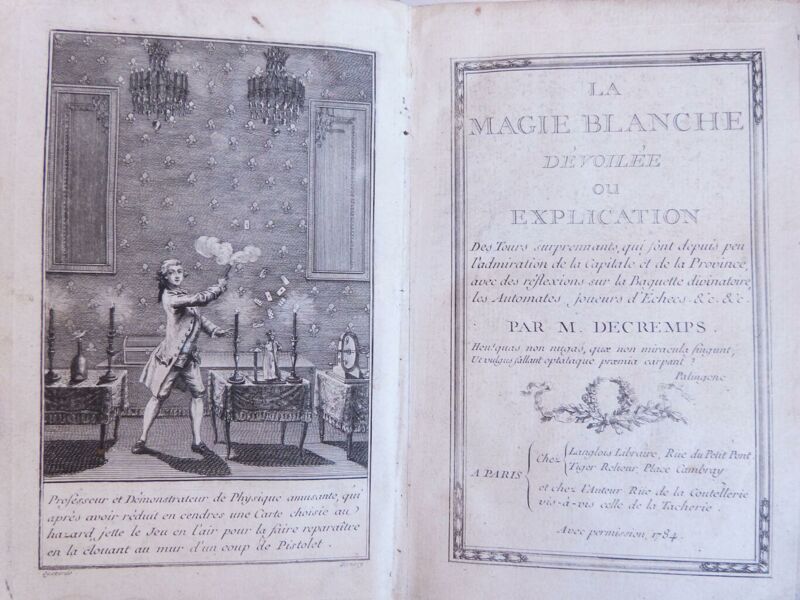 Professeur et Démonstrateur de Physique amusante, qui
après avoir réduit en cendres une Carte choisie au
hazard, jette le Jeu en l'air pour la faire reparaître
en la clouant au mur d'un coup de Pistolet.
LA
MAGIE BLANCHE
DÉVOILÉE
OU
EXPLICATION
Des Tours surprennants, qui sont depuis peu
l'admiration de la Capitale et de la Province,
avec des réflexions sur la Baguette divinatoire,
les Automates joueurs d'Echecs &c. &c.
PAR M. DECREMPS.
Heu! quas non nugas, quæ non miracula fingunt,
Ut vulgus fallant optataque præmia carpant?
Palingene
A PARIS
Chez Langlois Libraire, Rue du Petit Pont
Tiger Relieur, Place Cambray
et chez l'Auteur Rue de la Coutellerie
vis-à-vis celle de la Tacherie.
Avec permission, 1784.